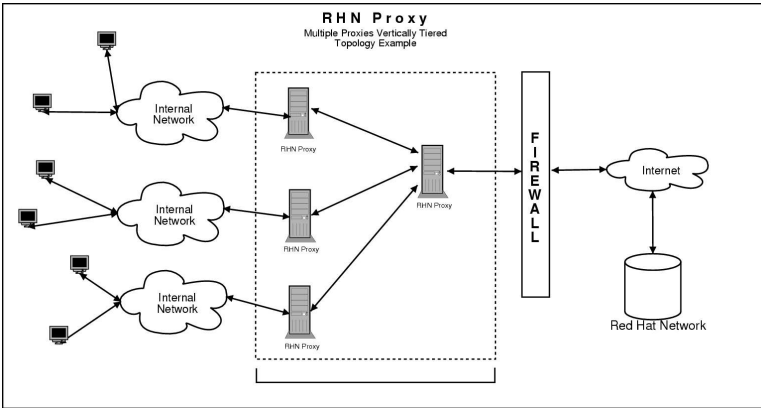 RHN Proxy
Multiple Proxies Vertically Tiered
Topology Example
Internal
Network
RHN Proxy
Internal
Network
RHN Proxy
Internal
Network
RHN Proxy
RHN Proxy
FIREWALL
Internet
Red Hat Network